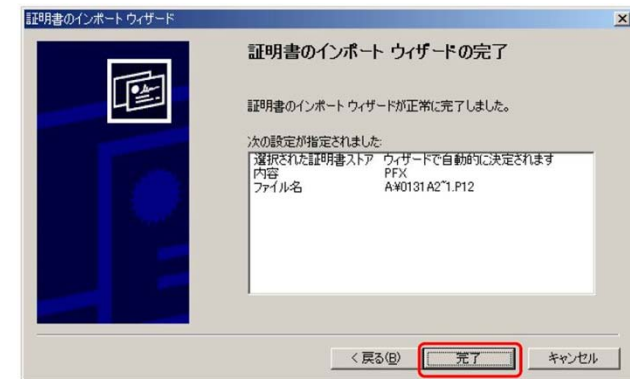 証明書のインポート ウィザード
証明書のインポート ウィザードの完了
証明書のインポート ウィザードが正常に完了しました。
次の設定が指定されました:
選択された証明書ストア ウィザードで自動的に決定されます
内容 PFX
ファイル名 A:¥0131A2~1.P12
< 戻る(B) 完了 キャンセル